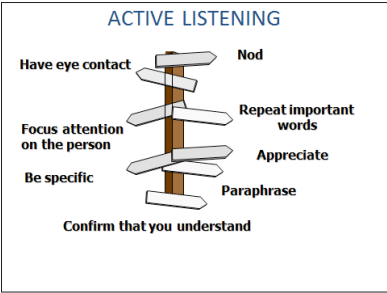 ACTIVE LISTENING
Nod
Have eye contact
Repeat important
words
Focus attention
on the person
Appreciate
Be specific
Paraphrase
Confirm that you understand